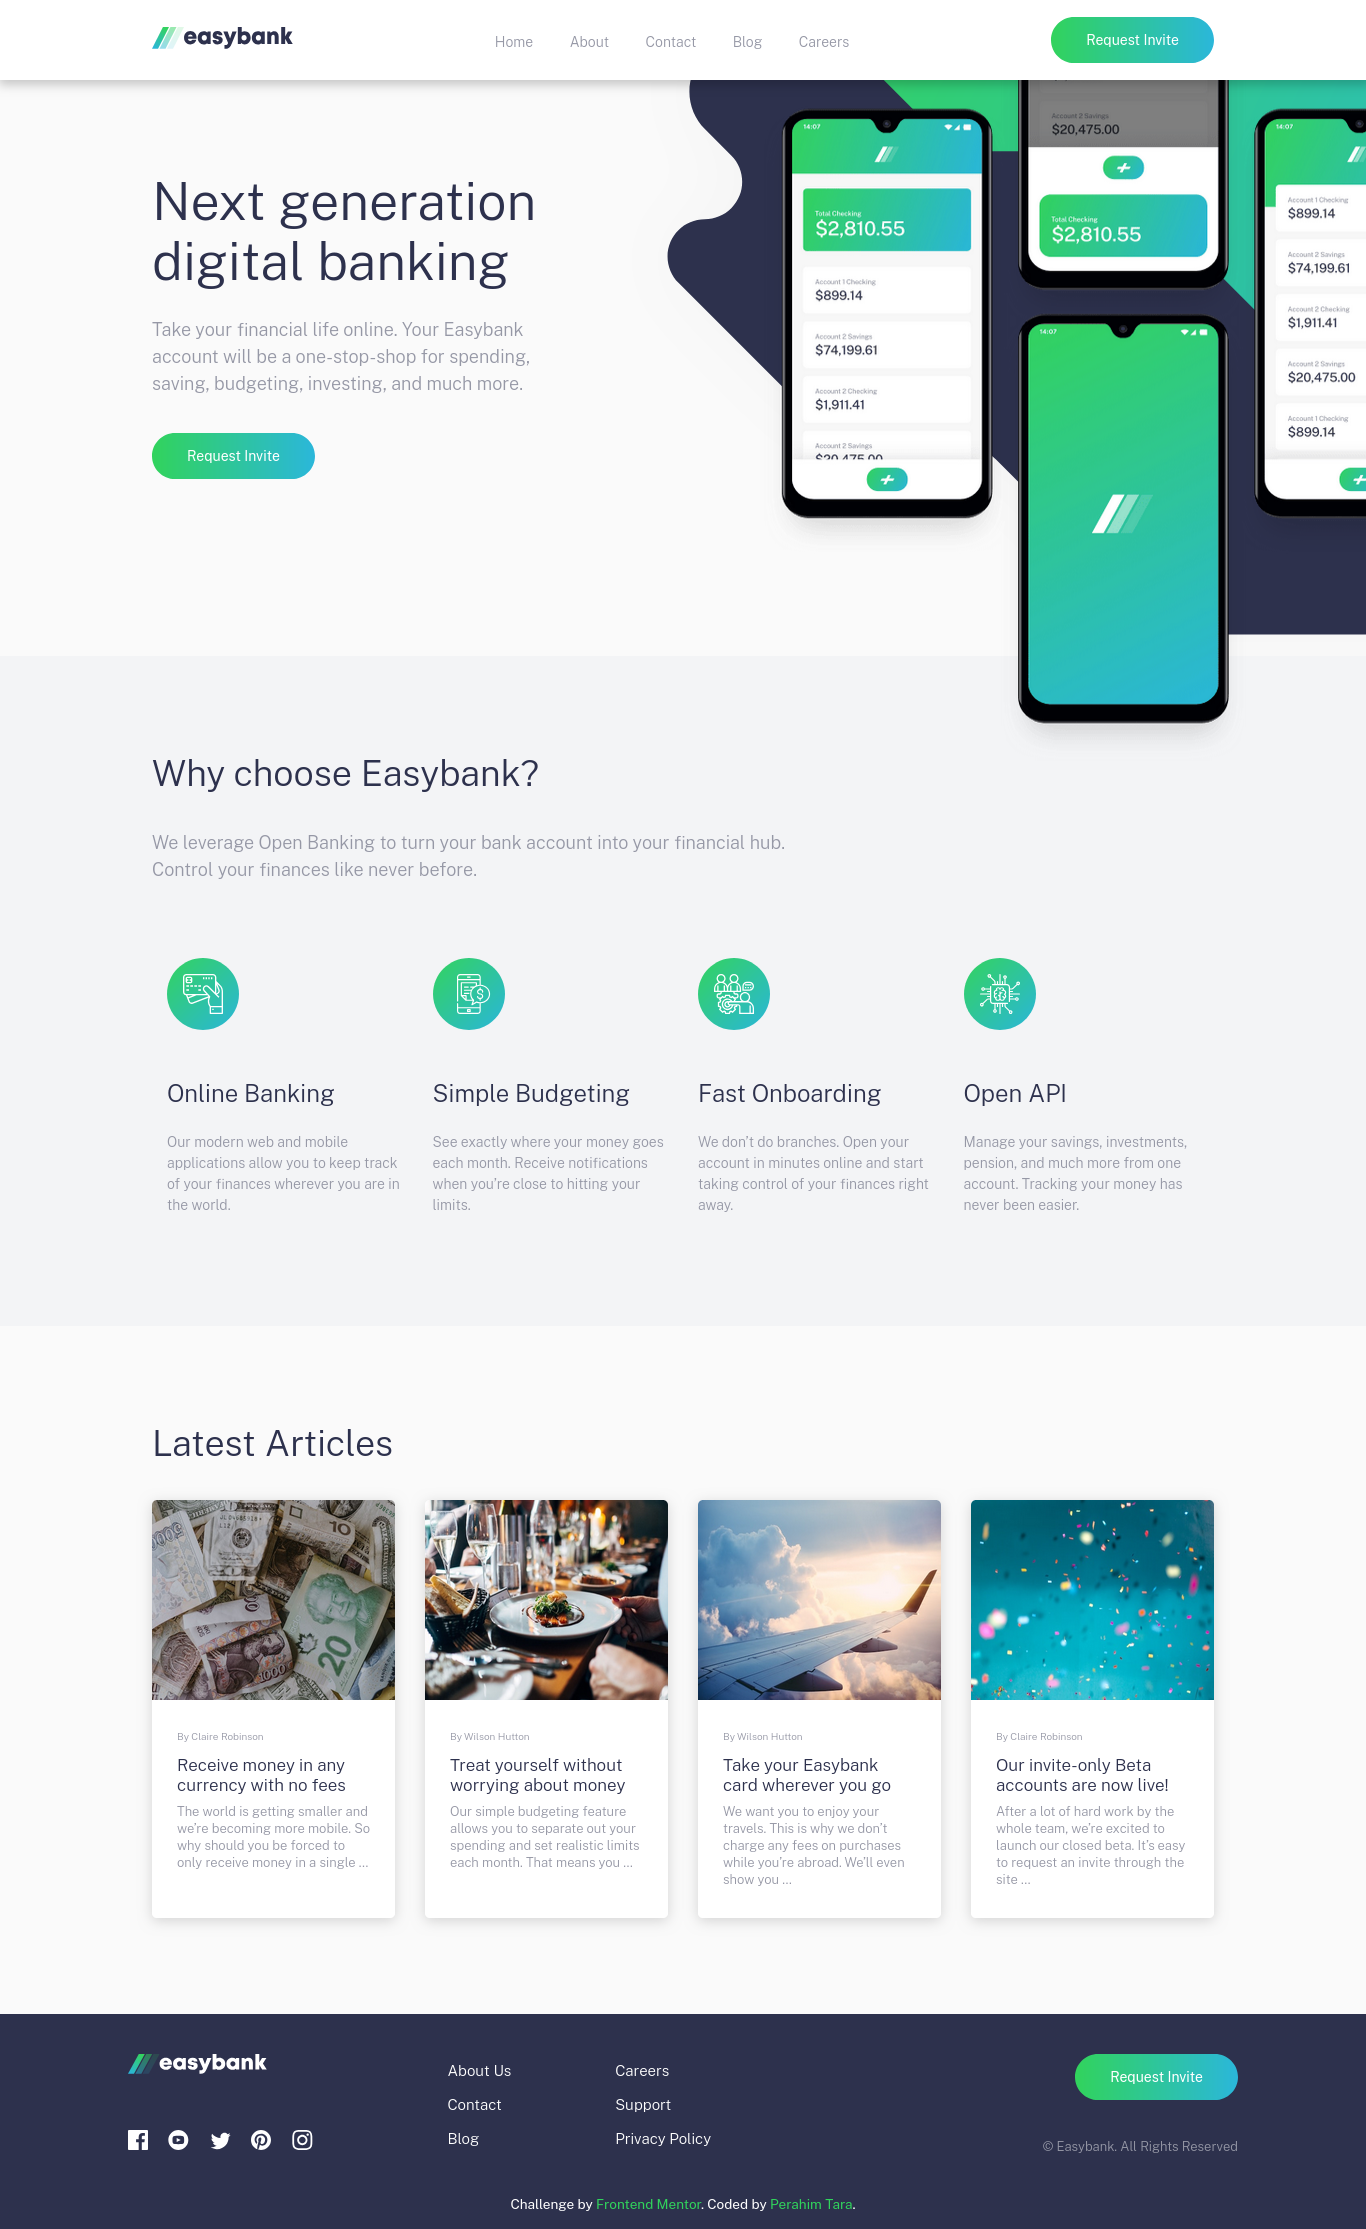 easybank
Home
About
Contact
Blog
Careers
Request Invite
Next generation
digital banking
Take your financial life online. Your Easybank
account will be a one-stop-shop for spending,
saving, budgeting, investing, and much more.
Request Invite
14:07
Total Checking
$2,810.55
Account 1 Checking
$899.14
Account 2 Savings
$74,199.61
Account 2 Checking
$1,911.41
Account 2 Savings
$20,475.00
Account 2 Savings
$20,475.00
Total Checking
$2,810.55
14:07
14:07
Account 1 Checking
$899.14
Account 2 Savings
$74,199.61
Account 2 Checking
$1,911.41
Account 2 Savings
$20,475.00
Account 1 Checking
$899.14
Why choose Easybank?
We leverage Open Banking to turn your bank account into your financial hub.
Control your finances like never before.
Online Banking
Our modern web and mobile
applications allow you to keep track
of your finances wherever you are in
the world.
Simple Budgeting
See exactly where your money goes
each month. Receive notifications
when you’re close to hitting your
limits.
Fast Onboarding
We don’t do branches. Open your
account in minutes online and start
taking control of your finances right
away.
Open API
Manage your savings, investments,
pension, and much more from one
account. Tracking your money has
never been easier.
Latest Articles
10
20
1000
By Claire Robinson
Receive money in any
currency with no fees
The world is getting smaller and
we’re becoming more mobile. So
why should you be forced to
only receive money in a single …
By Wilson Hutton
Treat yourself without
worrying about money
Our simple budgeting feature
allows you to separate out your
spending and set realistic limits
each month. That means you …
By Wilson Hutton
Take your Easybank
card wherever you go
We want you to enjoy your
travels. This is why we don’t
charge any fees on purchases
while you’re abroad. We’ll even
show you …
By Claire Robinson
Our invite-only Beta
accounts are now live!
After a lot of hard work by the
whole team, we’re excited to
launch our closed beta. It’s easy
to request an invite through the
site …
easybank
About Us
Contact
Blog
Careers
Support
Privacy Policy
Request Invite
© Easybank. All Rights Reserved
Challenge by Frontend Mentor. Coded by Perahim Tara.